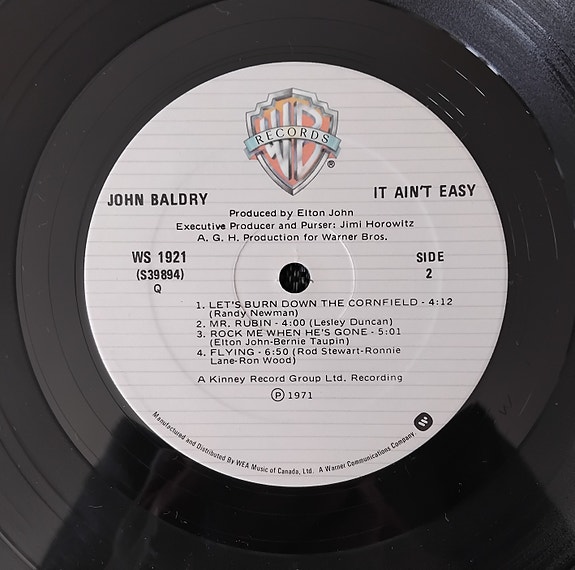 WB
RECORDS
®
JOHN BALDRY
IT AIN'T EASY
Produced by Elton John
Executive Producer and Purser: Jimi Horowitz
A. G. H. Production for Warner Bros.
WS 1921
(S39894)
Q
SIDE
2
1. LET'S BURN DOWN THE CORNFIELD - 4:12
(Randy Newman)
2. MR. RUBIN - 4:00 (Lesley Duncan)
3. ROCK ME WHEN HE'S GONE - 5:01
(Elton John-Bernie Taupin)
4. FLYING - 6:50 (Rod Stewart-Ronnie
Lane-Ron Wood)
A Kinney Record Group Ltd. Recording
℗ 1971
Manufactured and Distributed By WEA Music of Canada, Ltd. A Warner Communications Company.